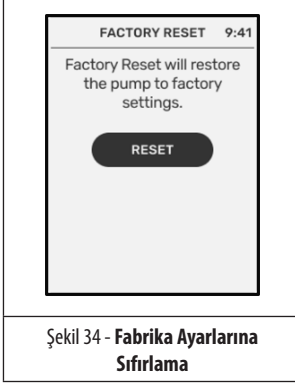 FACTORY RESET 9:41
Factory Reset will restore
the pump to factory
settings.
RESET
Şekil 34 - Fabrika Ayarlarına
Sıfırlama